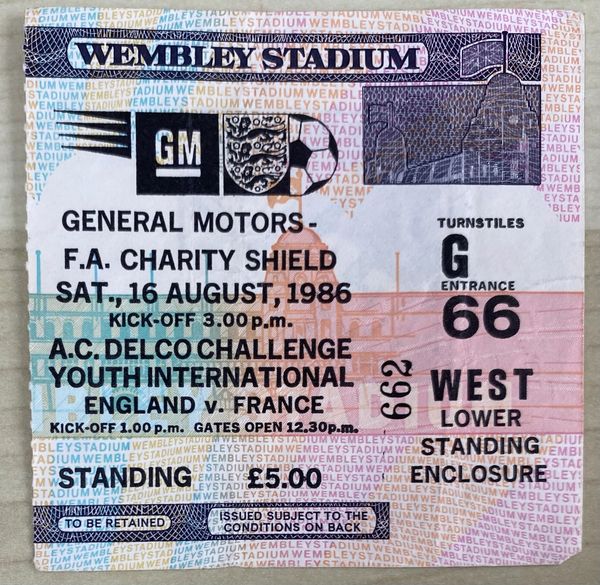 WEMBLEY STADIUM
GM
GENERAL MOTORS -
F.A. CHARITY SHIELD
SAT., 16 AUGUST, 1986
KICK-OFF 3.00 p.m.
A.C. DELCO CHALLENGE
YOUTH INTERNATIONAL
ENGLAND v. FRANCE
KICK-OFF 1.00 p.m. GATES OPEN 12.30p.m.
STANDING £5.00
TO BE RETAINED
ISSUED SUBJECT TO THE
CONDITIONS ON BACK
662
TURNSTILES
G
ENTRANCE
66
WEST
LOWER
STANDING
ENCLOSURE